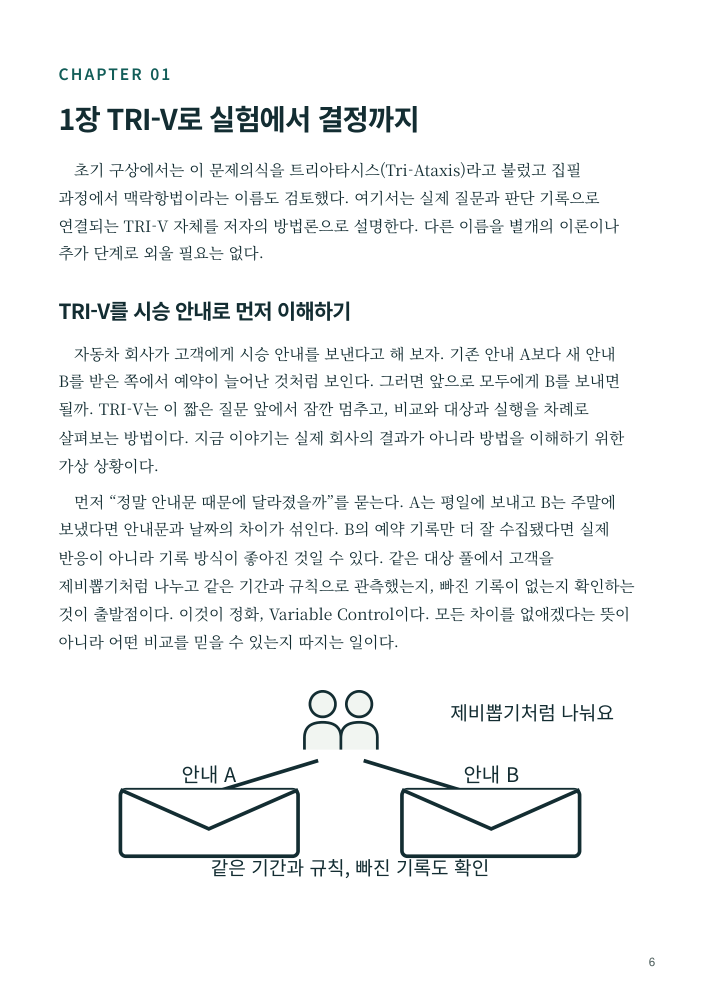 CHAPTER 01
1장 TRI-V로 실험에서 결정까지
초기 구상에서는 이 문제의식을 트리아타시스(Tri-Ataxis)라고 불렀고 집필
과정에서 맥락항법이라는 이름도 검토했다. 여기서는 실제 질문과 판단 기록으로
연결되는 TRI-V 자체를 저자의 방법론으로 설명한다. 다른 이름을 별개의 이론이나
추가 단계로 외울 필요는 없다.
TRI-V를 시승 안내로 먼저 이해하기
자동차 회사가 고객에게 시승 안내를 보낸다고 해 보자. 기존 안내 A보다 새 안내
B를 받은 쪽에서 예약이 늘어난 것처럼 보인다. 그러면 앞으로 모두에게 B를 보내면
될까. TRI-V는 이 짧은 질문 앞에서 잠깐 멈추고, 비교와 대상과 실행을 차례로
살펴보는 방법이다. 지금 이야기는 실제 회사의 결과가 아니라 방법을 이해하기 위한
가상 상황이다.
먼저 “정말 안내문 때문에 달라졌을까”를 묻는다. A는 평일에 보내고 B는 주말에
보냈다면 안내문과 날짜의 차이가 섞인다. B의 예약 기록만 더 잘 수집됐다면 실제
반응이 아니라 기록 방식이 좋아진 것일 수 있다. 같은 대상 풀에서 고객을
제비뽑기처럼 나누고 같은 기간과 규칙으로 관측했는지, 빠진 기록이 없는지 확인하는
것이 출발점이다. 이것이 정화, Variable Control이다. 모든 차이를 없애겠다는 뜻이
아니라 어떤 비교를 믿을 수 있는지 따지는 일이다.
제비뽑기처럼 나눠요
안내 A
안내 B
같은 기간과 규칙, 빠진 기록도 확인
6